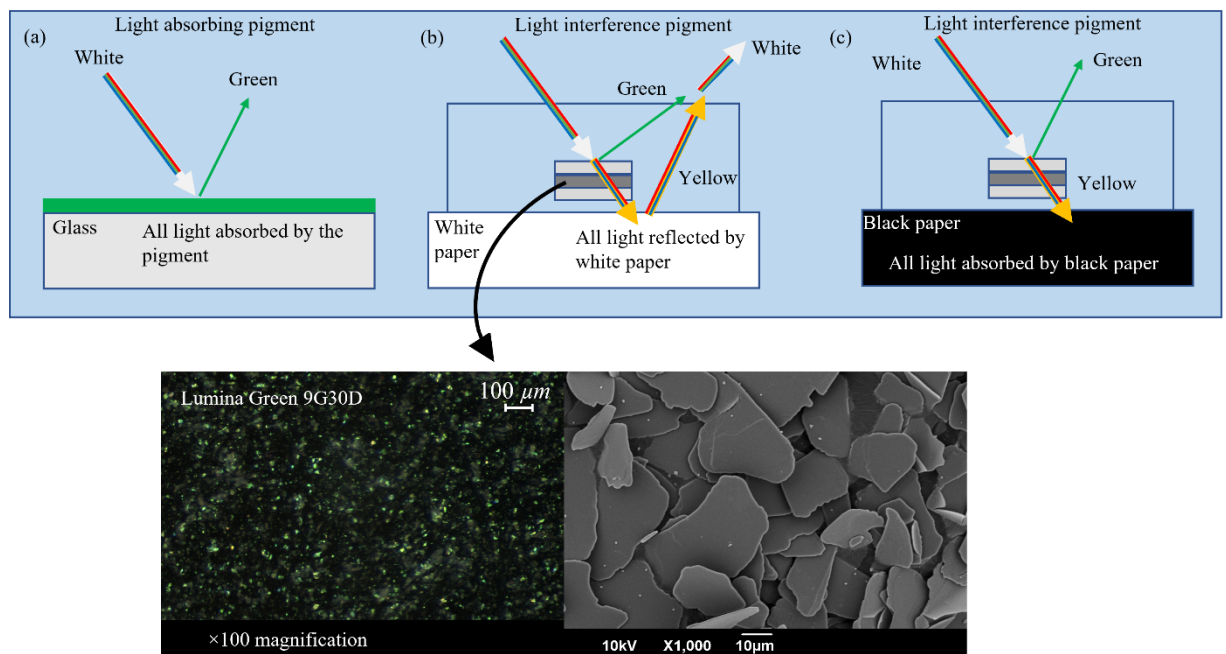 (a)
Light absorbing pigment
White
Green
Glass
All light absorbed by the
pigment
(b)
Light interference pigment
White
Green
Yellow
White
paper
All light reflected by
white paper
(c)
Light interference pigment
White
Green
Yellow
Black paper
All light absorbed by black paper
Lumina Green 9G30D
100 µm
×100 magnification
10kV X1,000 10µm